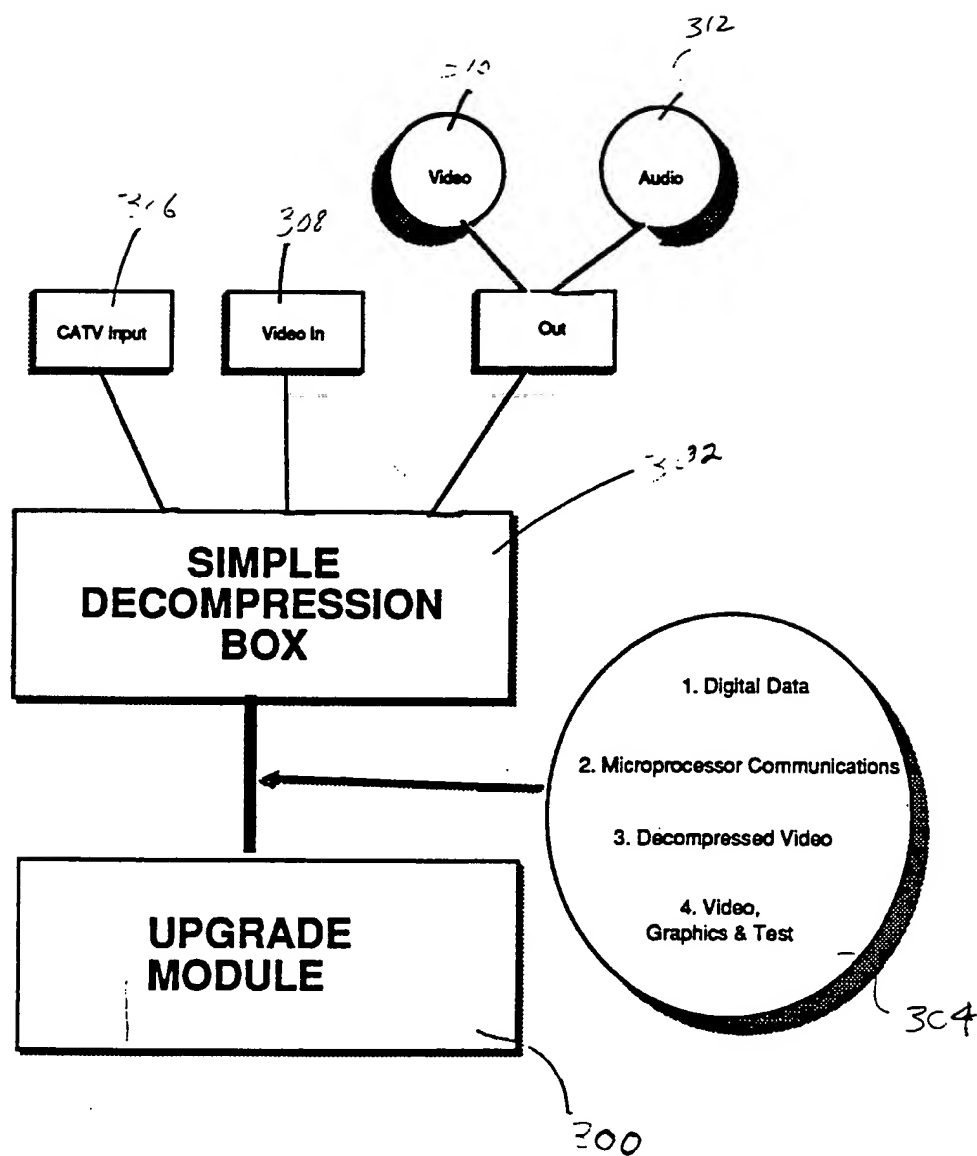 312
Video
Audio
308
CATV Input
Video In
Out
SIMPLE
DECOMPRESSION
BOX
1. Digital Data
2. Microprocessor Communications
3. Decompressed Video
4. Video,
Graphics & Test
UPGRADE
MODULE
304
300